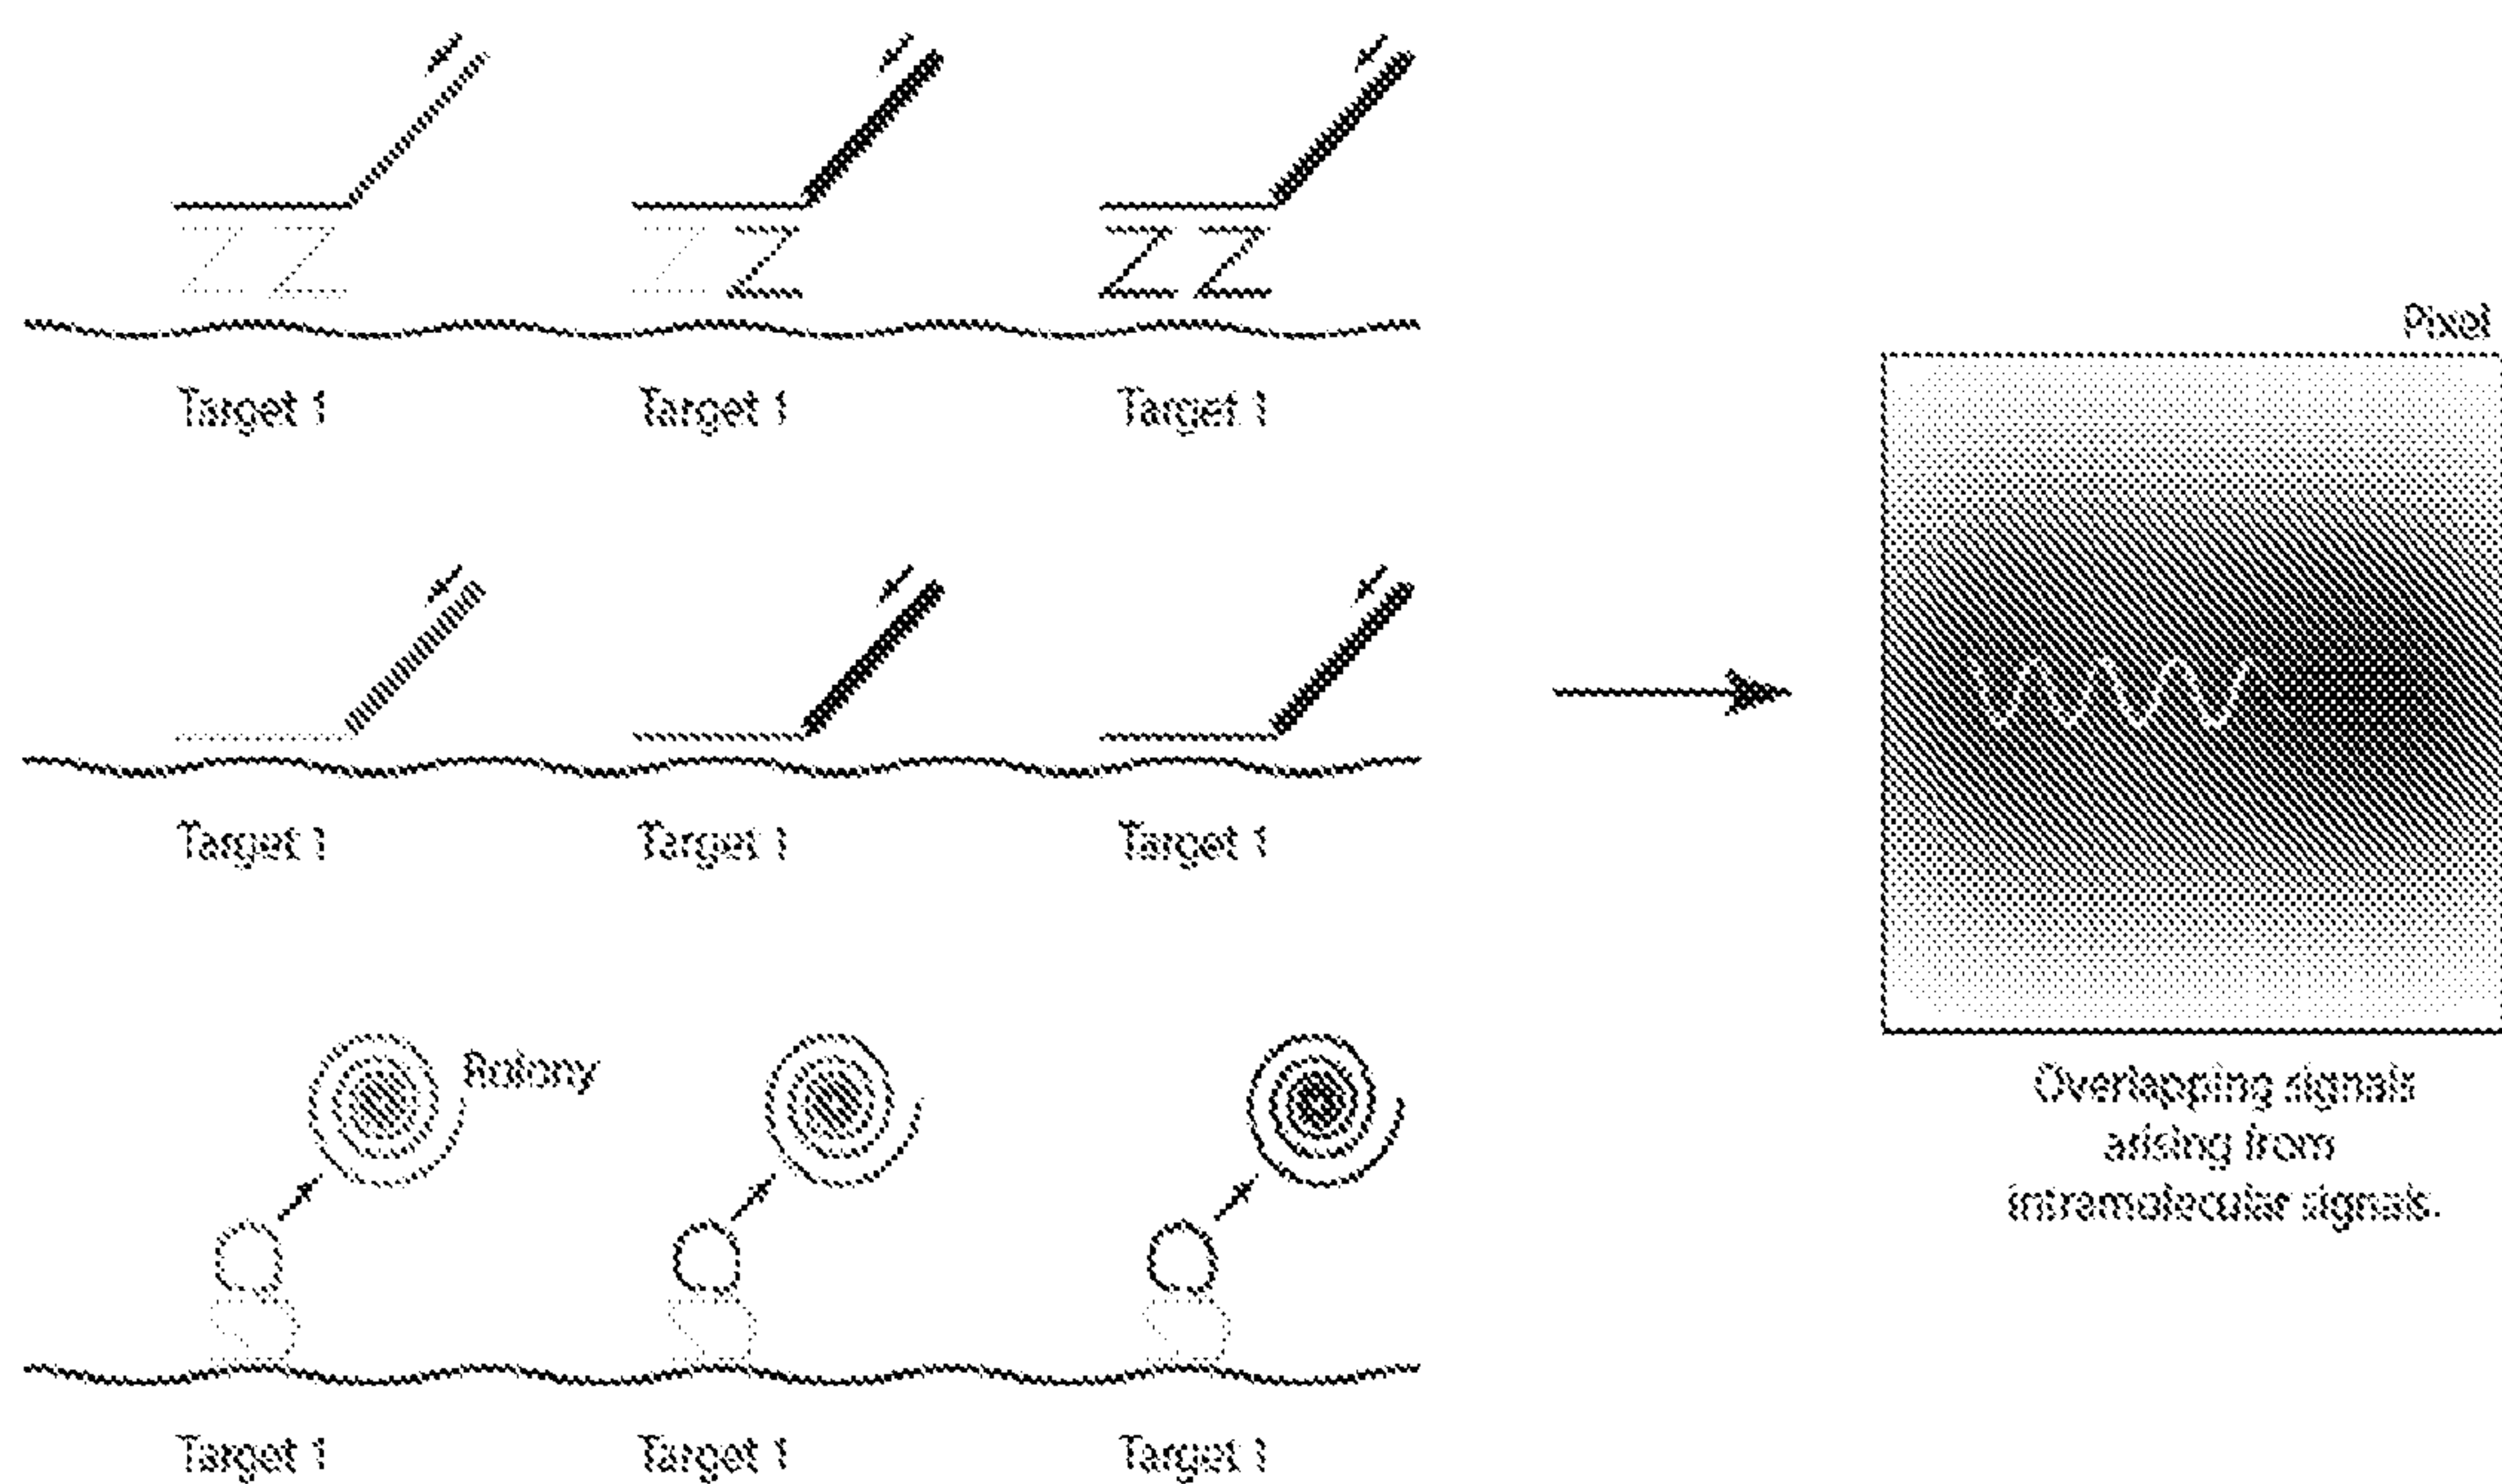 Target 1 Target 1 Target 1
Pixel
Target 1 Target 1 Target 1
Rolony
Overlapping signals
arising from
intramolecular signals.
Target 1 Target 1 Target 1